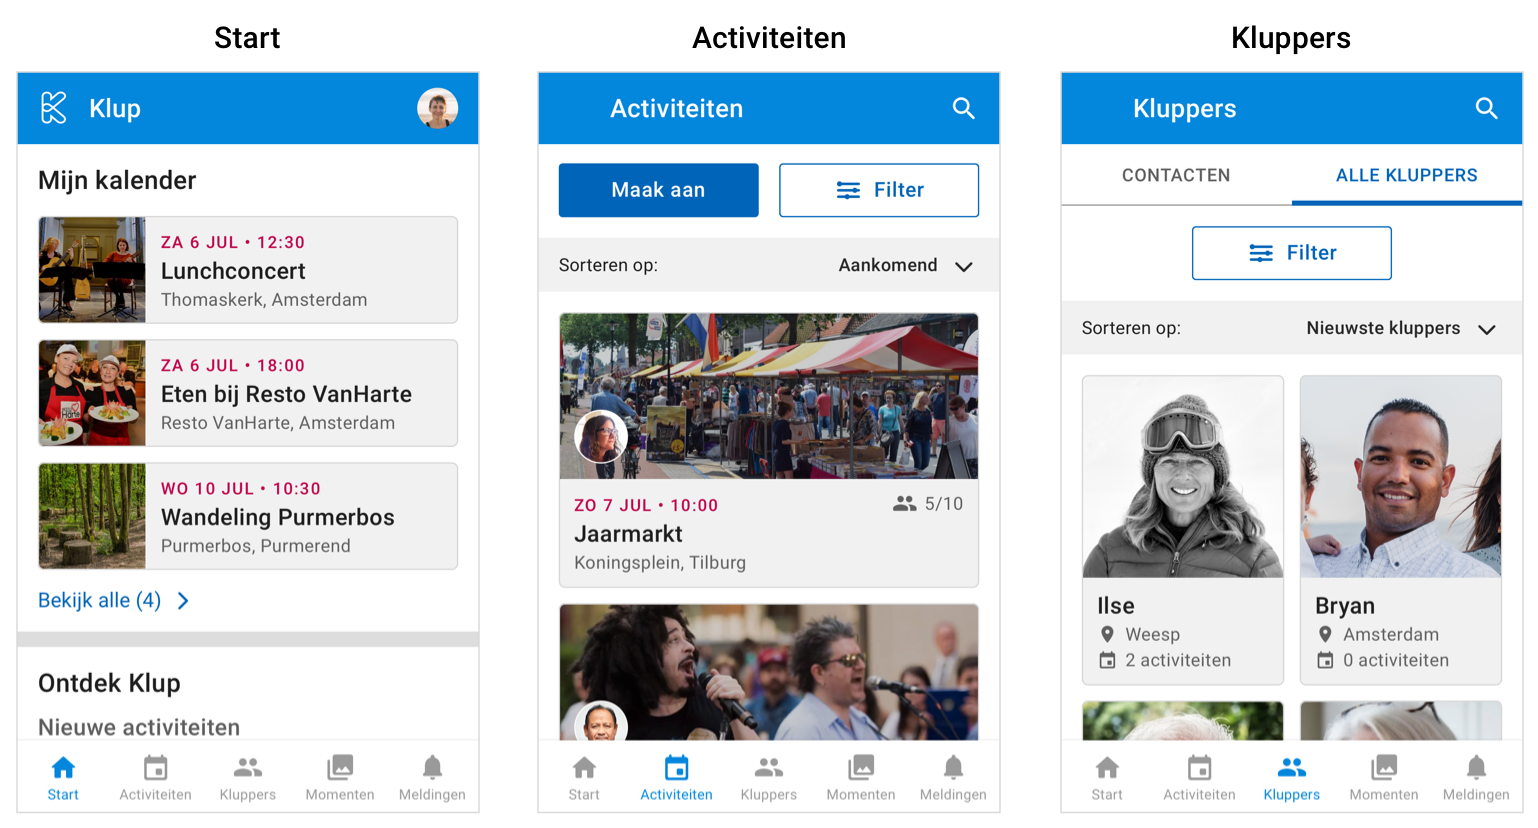 Start
Klup
Mijn kalender
ZA 6 JUL • 12:30
Lunchconcert
Thomaskerk, Amsterdam
ZA 6 JUL • 18:00
Eten bij Resto VanHarte
Resto VanHarte, Amsterdam
WO 10 JUL • 10:30
Wandeling Purmerbos
Purmerbos, Purmerend
Bekijk alle (4)
Ontdek Klup
Nieuwe activiteiten
Start Activiteiten Kluppers Momenten Meldingen
Activiteiten
Activiteiten
Maak aan Filter
Sorteren op: Aankomend
ZO 7 JUL • 10:00 5/10
Jaarmarkt
Koningsplein, Tilburg
Start Activiteiten Kluppers Momenten Meldingen
Kluppers
Kluppers
CONTACTEN ALLE KLUPPERS
Filter
Sorteren op: Nieuwste kluppers
Ilse
Weesp
2 activiteiten
Bryan
Amsterdam
0 activiteiten
Start Activiteiten Kluppers Momenten Meldingen